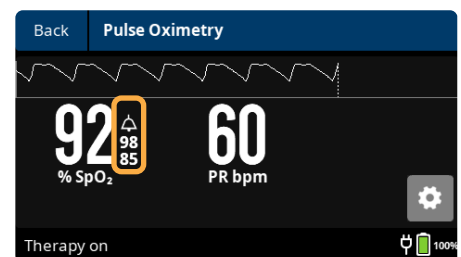 Back Pulse Oximetry
92 98 85 60
% SpO₂ PR bpm
Therapy on 100%